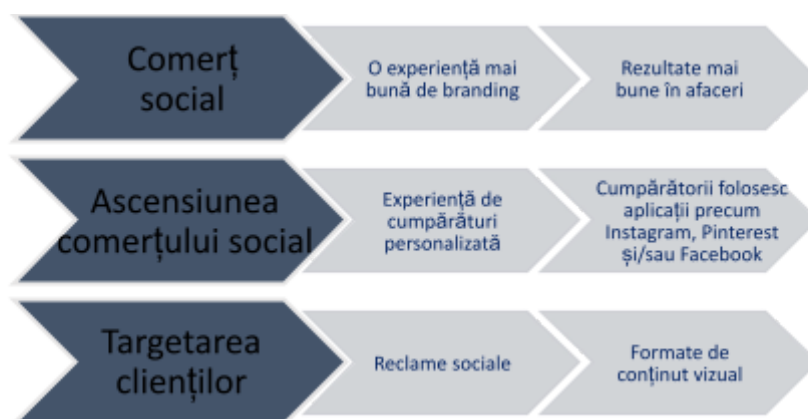 Comerț
social
O experiență mai
bună de branding
Rezultate mai
bune în afaceri
Ascensiunea
comerțului social
Experiență de
cumpărături
personalizată
Cumpărătorii folosesc
aplicații precum
Instagram, Pinterest
și/sau Facebook
Targetarea
clienților
Reclame sociale
Formate de
conținut vizual